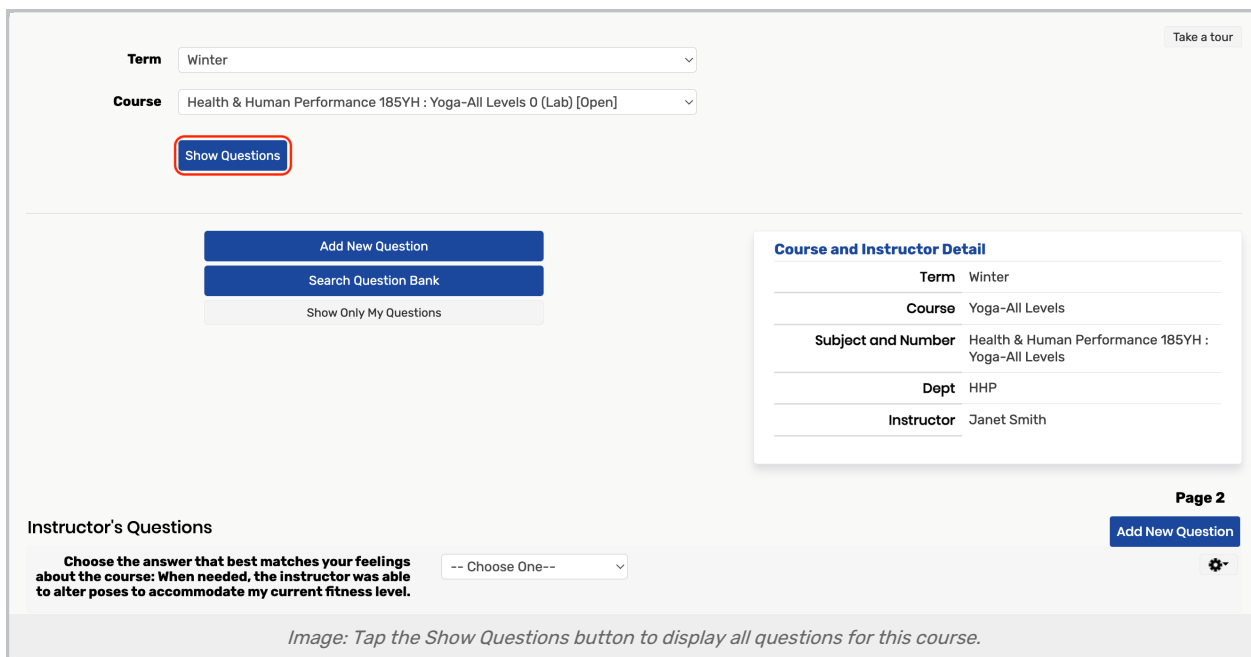 Take a tour
Term Winter
Course Health & Human Performance 185YH : Yoga-All Levels 0 (Lab) [Open]
Show Questions
Add New Question
Search Question Bank
Show Only My Questions
Course and Instructor Detail
Term Winter
Course Yoga-All Levels
Subject and Number Health & Human Performance 185YH :
Yoga-All Levels
Dept HHP
Instructor Janet Smith
Page 2
Instructor's Questions
Add New Question
Choose the answer that best matches your feelings
about the course: When needed, the instructor was able
to alter poses to accommodate my current fitness level.
-- Choose One--
Image: Tap the Show Questions button to display all questions for this course.